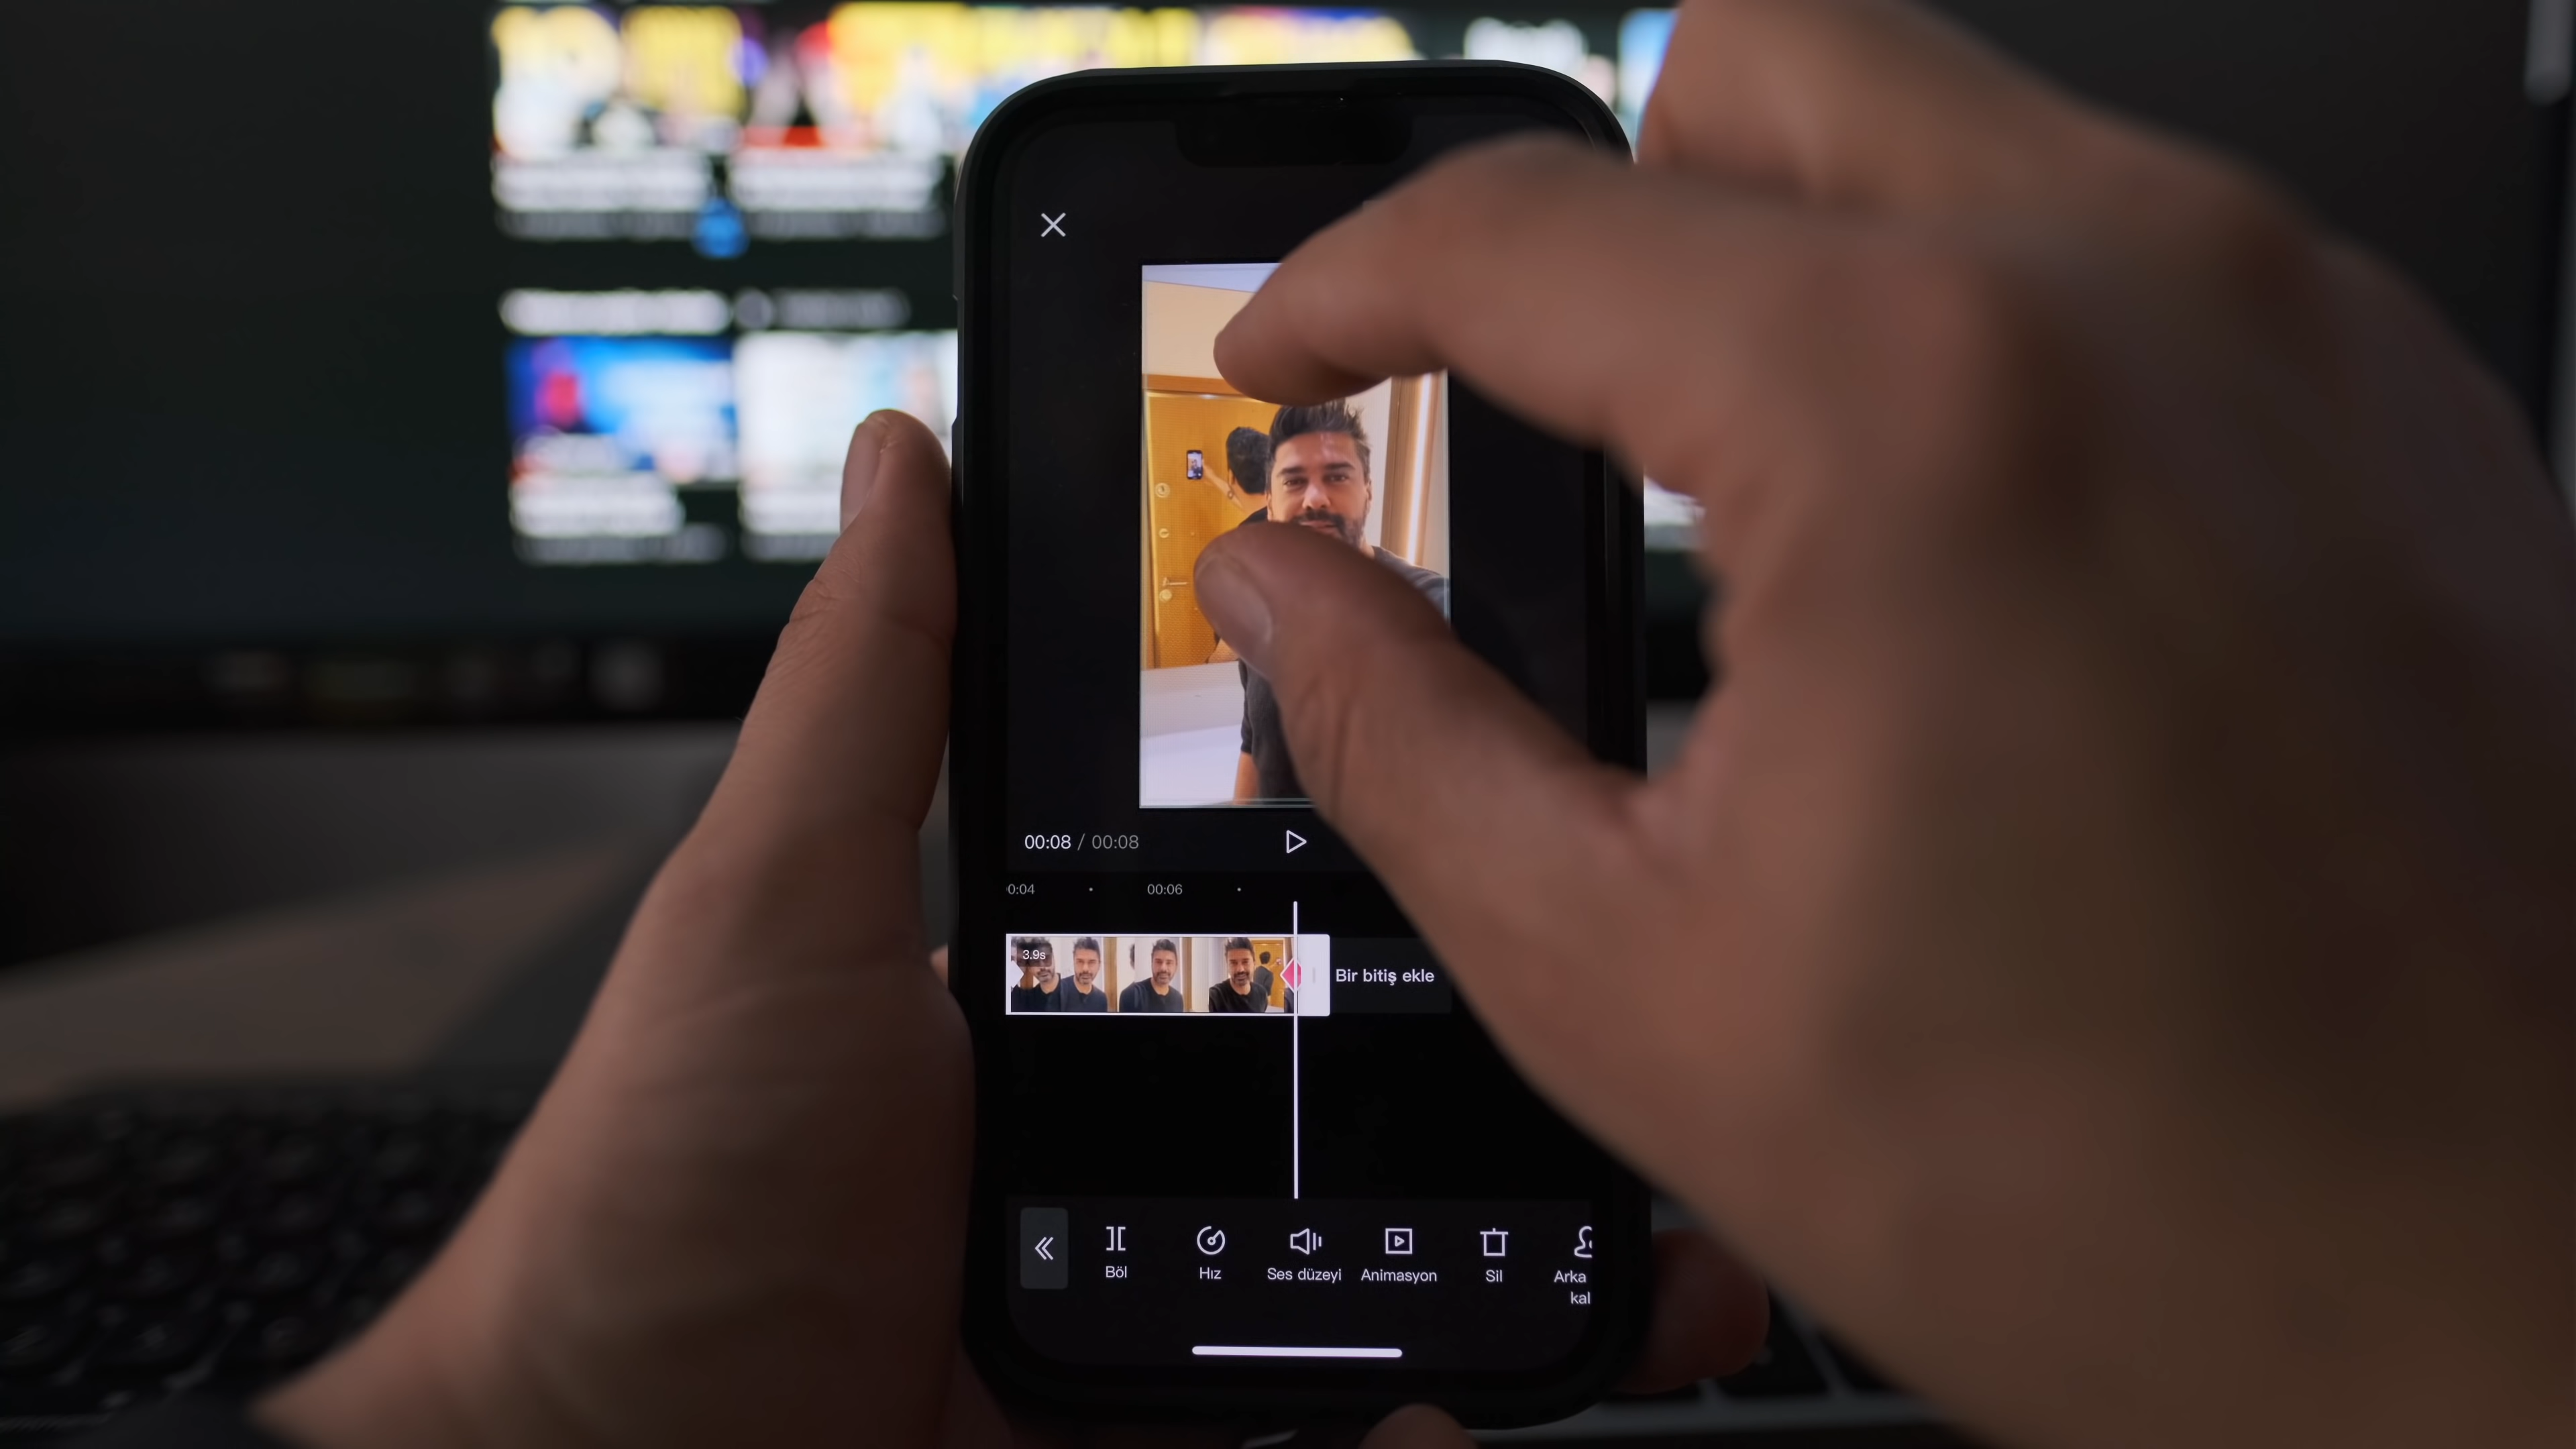 00:08 / 00:08
0:04
00:06
3.9s
Bir bitiş ekle
Böl
Hız
Ses düzeyi
Animasyon
Sil
Arka
kal